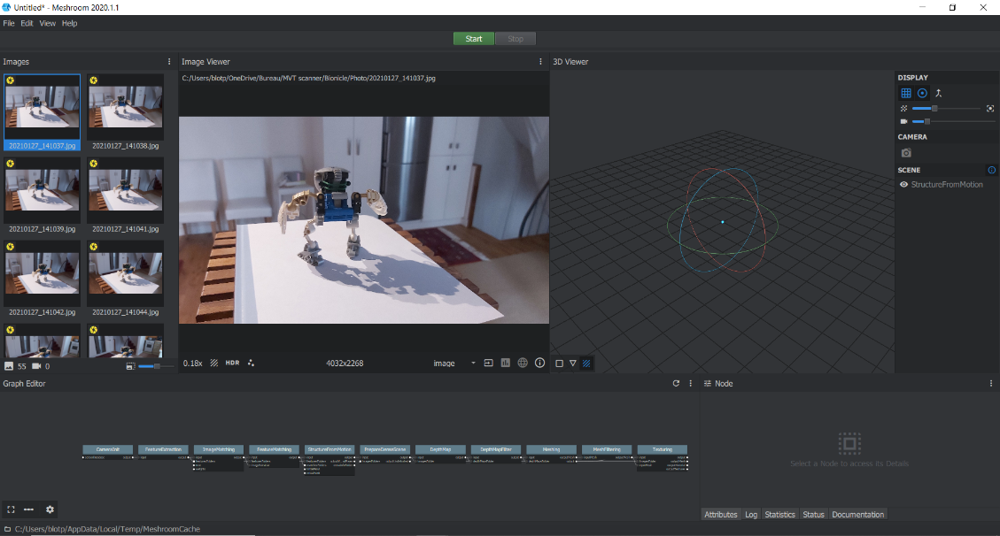 Untitled* - Meshroom 2020.1.1
File Edit View Help
Start Stop
Images
Image Viewer
3D Viewer
C:/Users/blotp/OneDrive/Bureau/MVT scanner/Bionicle/Photo/20210127_141037.jpg
20210127_141037.jpg 20210127_141038.jpg
20210127_141039.jpg 20210127_141041.jpg
20210127_141042.jpg 20210127_141044.jpg
55 0
0.18x HDR 4032x2268 image
DISPLAY
CAMERA
SCENE
StructureFromMotion
Graph Editor
Node
CameraInit FeatureExtraction ImageMatching FeatureMatching StructureFromMotion PrepareDenseScene DepthMap DepthMapFilter Meshing MeshFiltering Texturing
Select a Node to access its Details
Attributes Log Statistics Status Documentation
C:/Users/blotp/AppData/Local/Temp/MeshroomCache